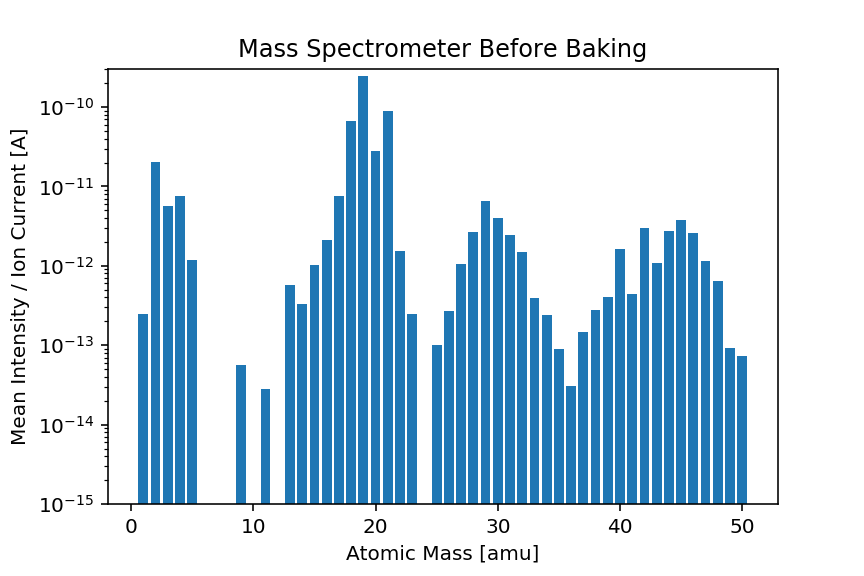 Mass Spectrometer Before Baking
Mean Intensity / Ion Current [A]
10⁻¹⁰
10⁻¹¹
10⁻¹²
10⁻¹³
10⁻¹⁴
10⁻¹⁵
0 10 20 30 40 50
Atomic Mass [amu]